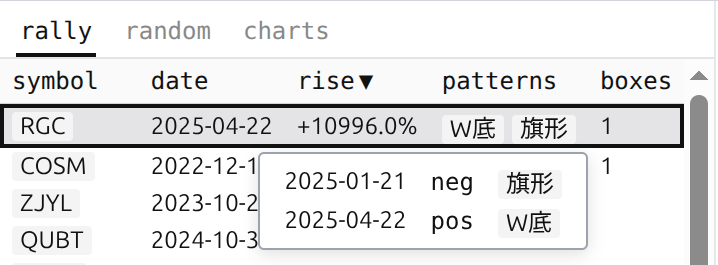 rally random charts
symbol date rise▼ patterns boxes
RGC 2025-04-22 +10996.0% W底 旗形 1
COSM 2022-12-1 1
2025-01-21 neg 旗形
ZJYL 2023-10-2
2025-04-22 pos W底
QUBT 2024-10-3